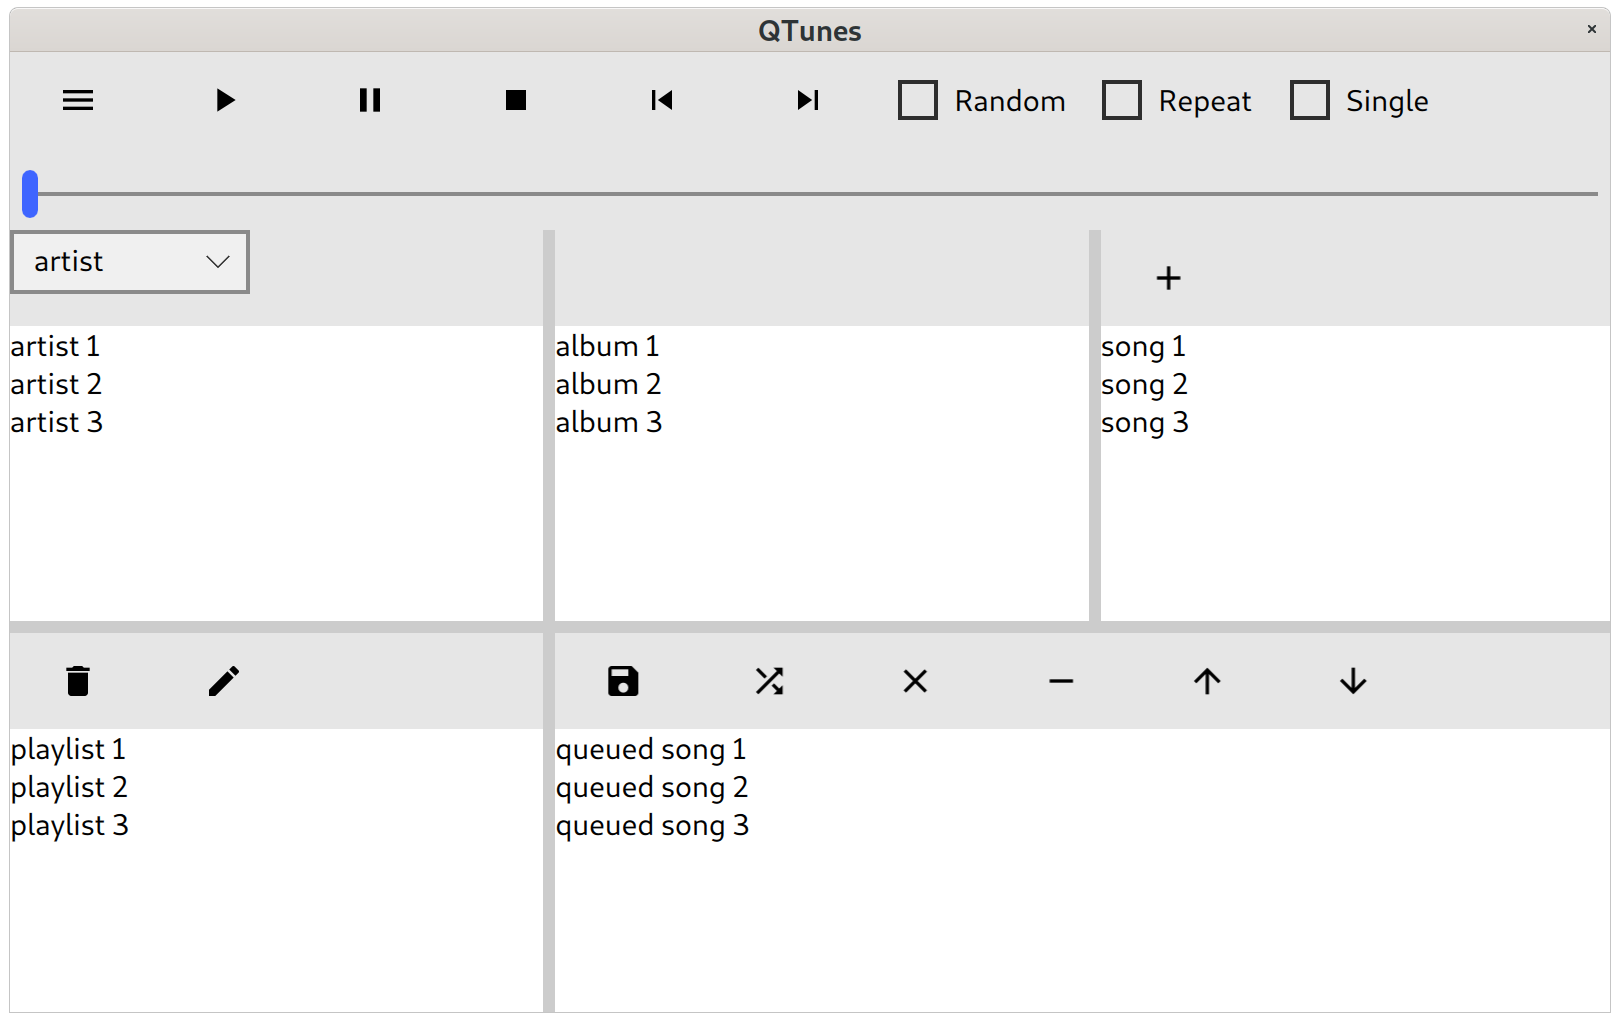 QTunes
Random Repeat Single
artist
artist 1
artist 2
artist 3
album 1
album 2
album 3
song 1
song 2
song 3
playlist 1
playlist 2
playlist 3
queued song 1
queued song 2
queued song 3